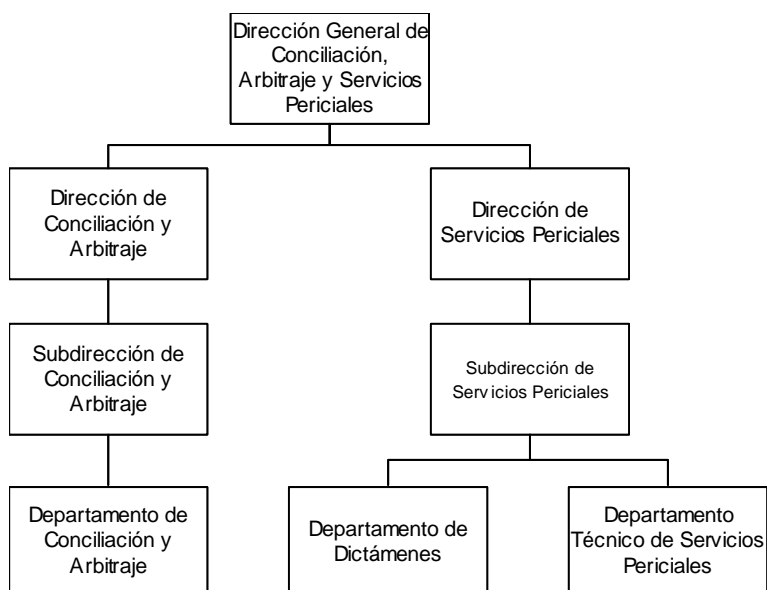 Dirección General de
Conciliación,
Arbitraje y Servicios
Periciales
Dirección de
Conciliación y
Arbitraje
Dirección de
Servicios Periciales
Subdirección de
Conciliación y
Arbitraje
Subdirección de
Servicios Periciales
Departamento de
Conciliación y
Arbitraje
Departamento de
Dictámenes
Departamento
Técnico de Servicios
Periciales